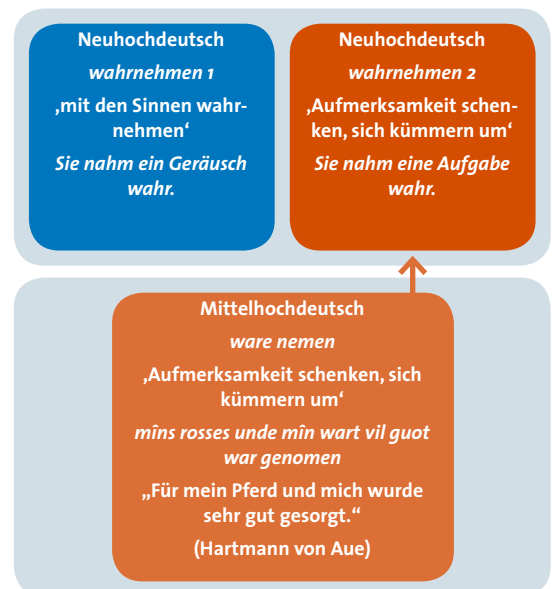 Neuhochdeutsch
wahrnehmen 1
‚mit den Sinnen wahr-
nehmen‘
Sie nahm ein Geräusch
wahr.
Neuhochdeutsch
wahrnehmen 2
‚Aufmerksamkeit schen-
ken, sich kümmern um‘
Sie nahm eine Aufgabe
wahr.
Mittelhochdeutsch
ware nemen
‚Aufmerksamkeit schenken, sich
kümmern um‘
mîns rosses unde mîn wart vil guot
war genomen
„Für mein Pferd und mich wurde
sehr gut gesorgt.“
(Hartmann von Aue)